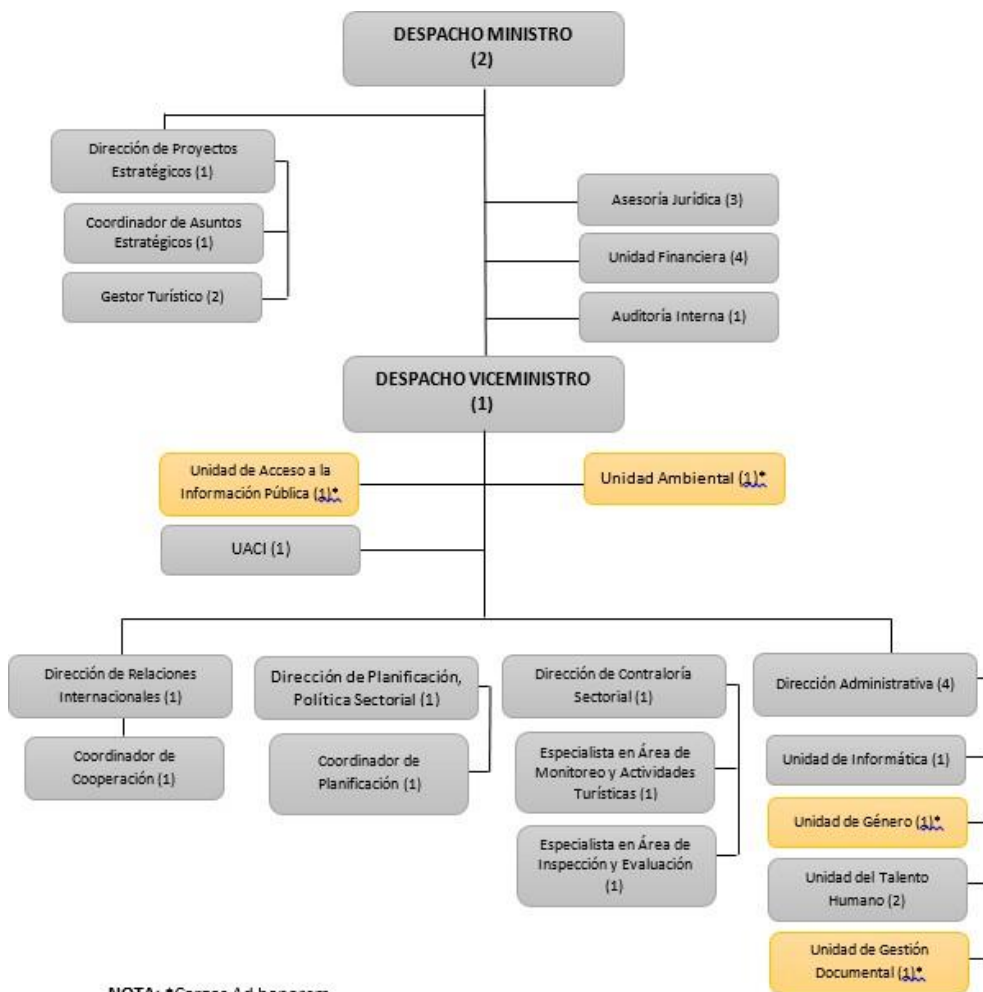 DESPACHO MINISTRO
(2)
Dirección de Proyectos
Estratégicos (1)
Coordinador de Asuntos
Estratégicos (1)
Gestor Turístico (2)
Asesoría Jurídica (3)
Unidad Financiera (4)
Auditoría Interna (1)
DESPACHO VICEMINISTRO
(1)
Unidad de Acceso a la
Información Pública (1)*
Unidad Ambiental (1)*
UACI (1)
Dirección de Relaciones
Internacionales (1)
Coordinador de
Cooperación (1)
Dirección de Planificación,
Política Sectorial (1)
Coordinador de
Planificación (1)
Dirección de Contraloría
Sectorial (1)
Especialista en Área de
Monitoreo y Actividades
Turísticas (1)
Especialista en Área de
Inspección y Evaluación
(1)
Dirección Administrativa (4)
Unidad de Informática (1)
Unidad de Género (1)*
Unidad del Talento
Humano (2)
Unidad de Gestión
Documental (1)*
NOTA: *Cargos Ad honorem